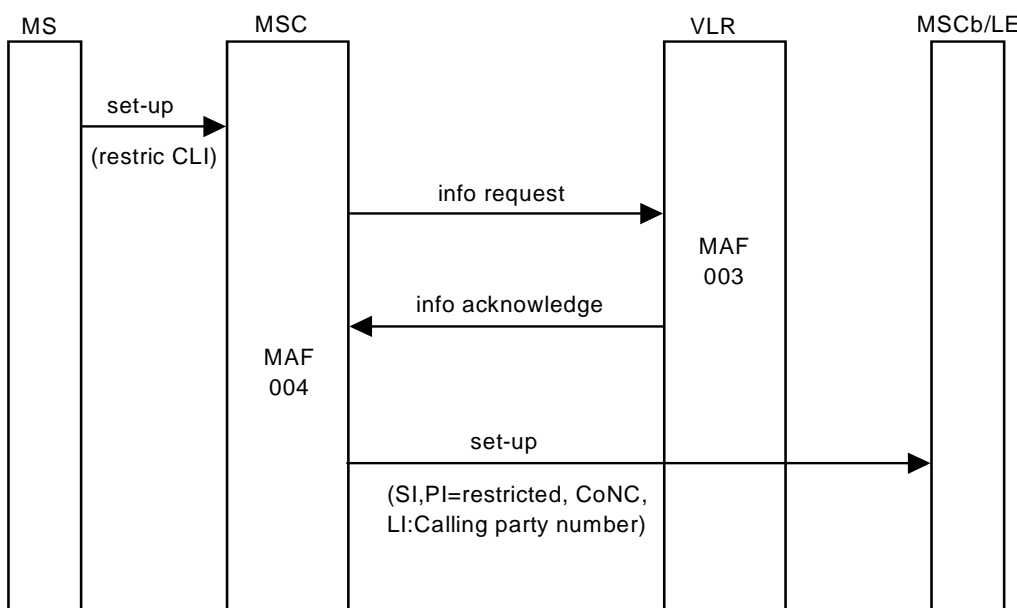 MS
MSC
VLR
MSCb/LE
set-up
(restric CLI)
info request
MAF
003
info acknowledge
MAF
004
set-up
(SI,PI=restricted, CoNC,
LI:Calling party number)